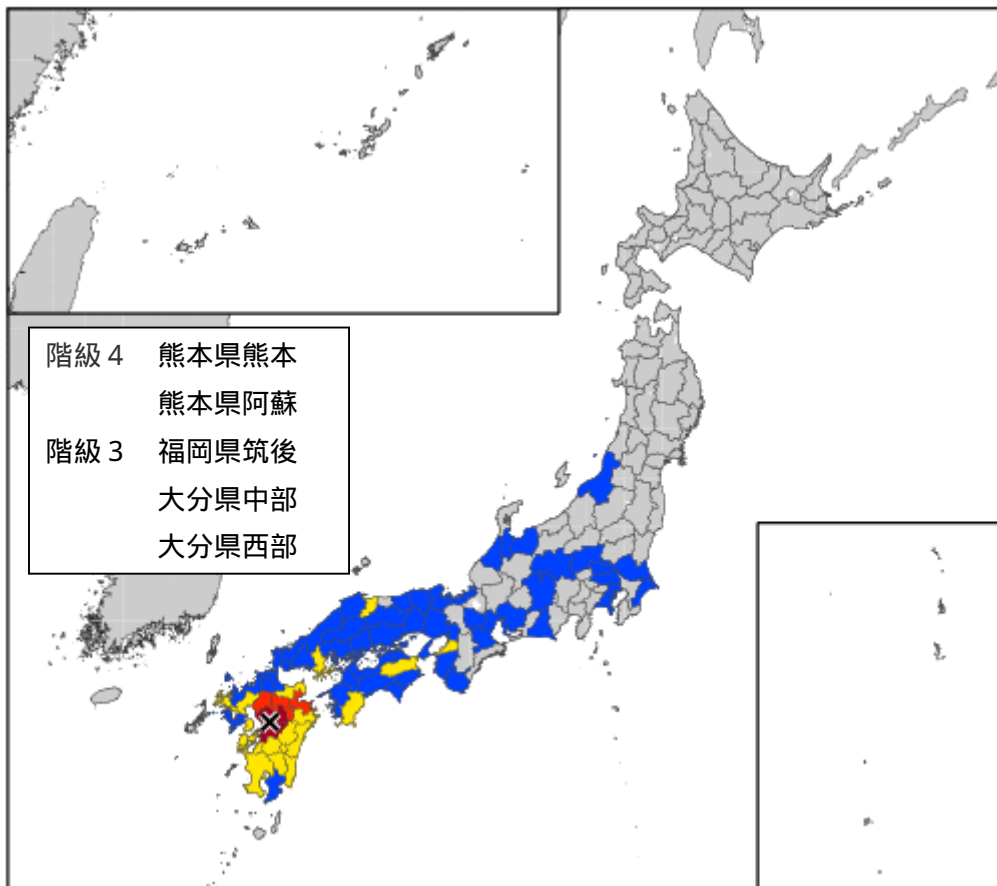 階級４　熊本県熊本
熊本県阿蘇
階級３　福岡県筑後
大分県中部
大分県西部